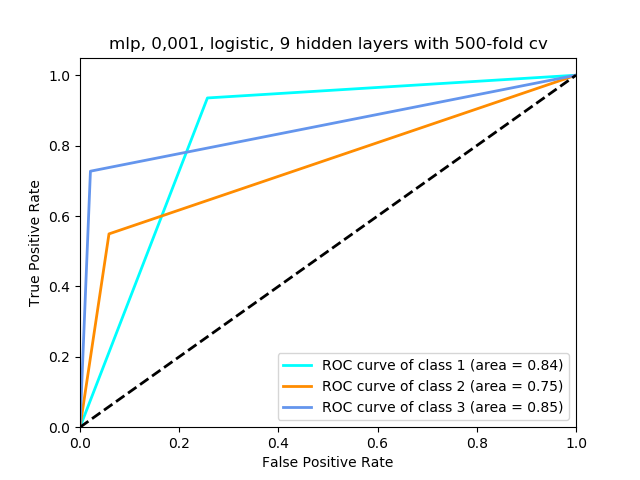 mlp, 0,001, logistic, 9 hidden layers with 500-fold cv
True Positive Rate
1.0
0.8
0.6
0.4
0.2
0.0
ROC curve of class 1 (area = 0.84)
ROC curve of class 2 (area = 0.75)
ROC curve of class 3 (area = 0.85)
0.0 0.2 0.4 0.6 0.8 1.0
False Positive Rate